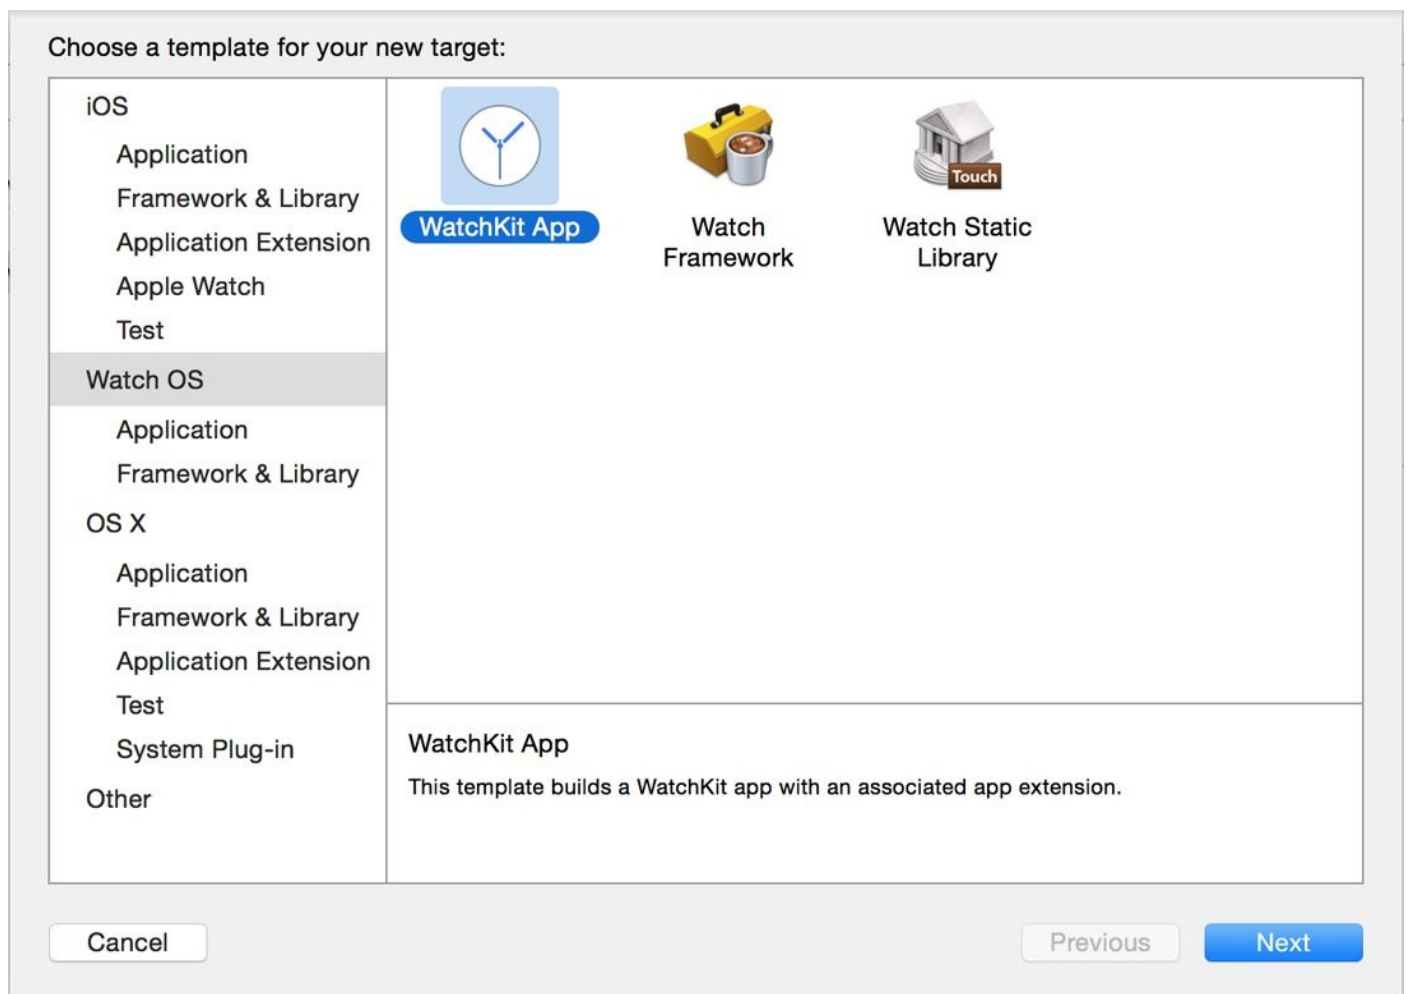 Choose a template for your new target:
iOS
Application
Framework & Library
Application Extension
Apple Watch
Test
Watch OS
Application
Framework & Library
OS X
Application
Framework & Library
Application Extension
Test
System Plug-in
Other
WatchKit App
Watch
Framework
Touch
Watch Static
Library
WatchKit App
This template builds a WatchKit app with an associated app extension.
Cancel
Previous
Next